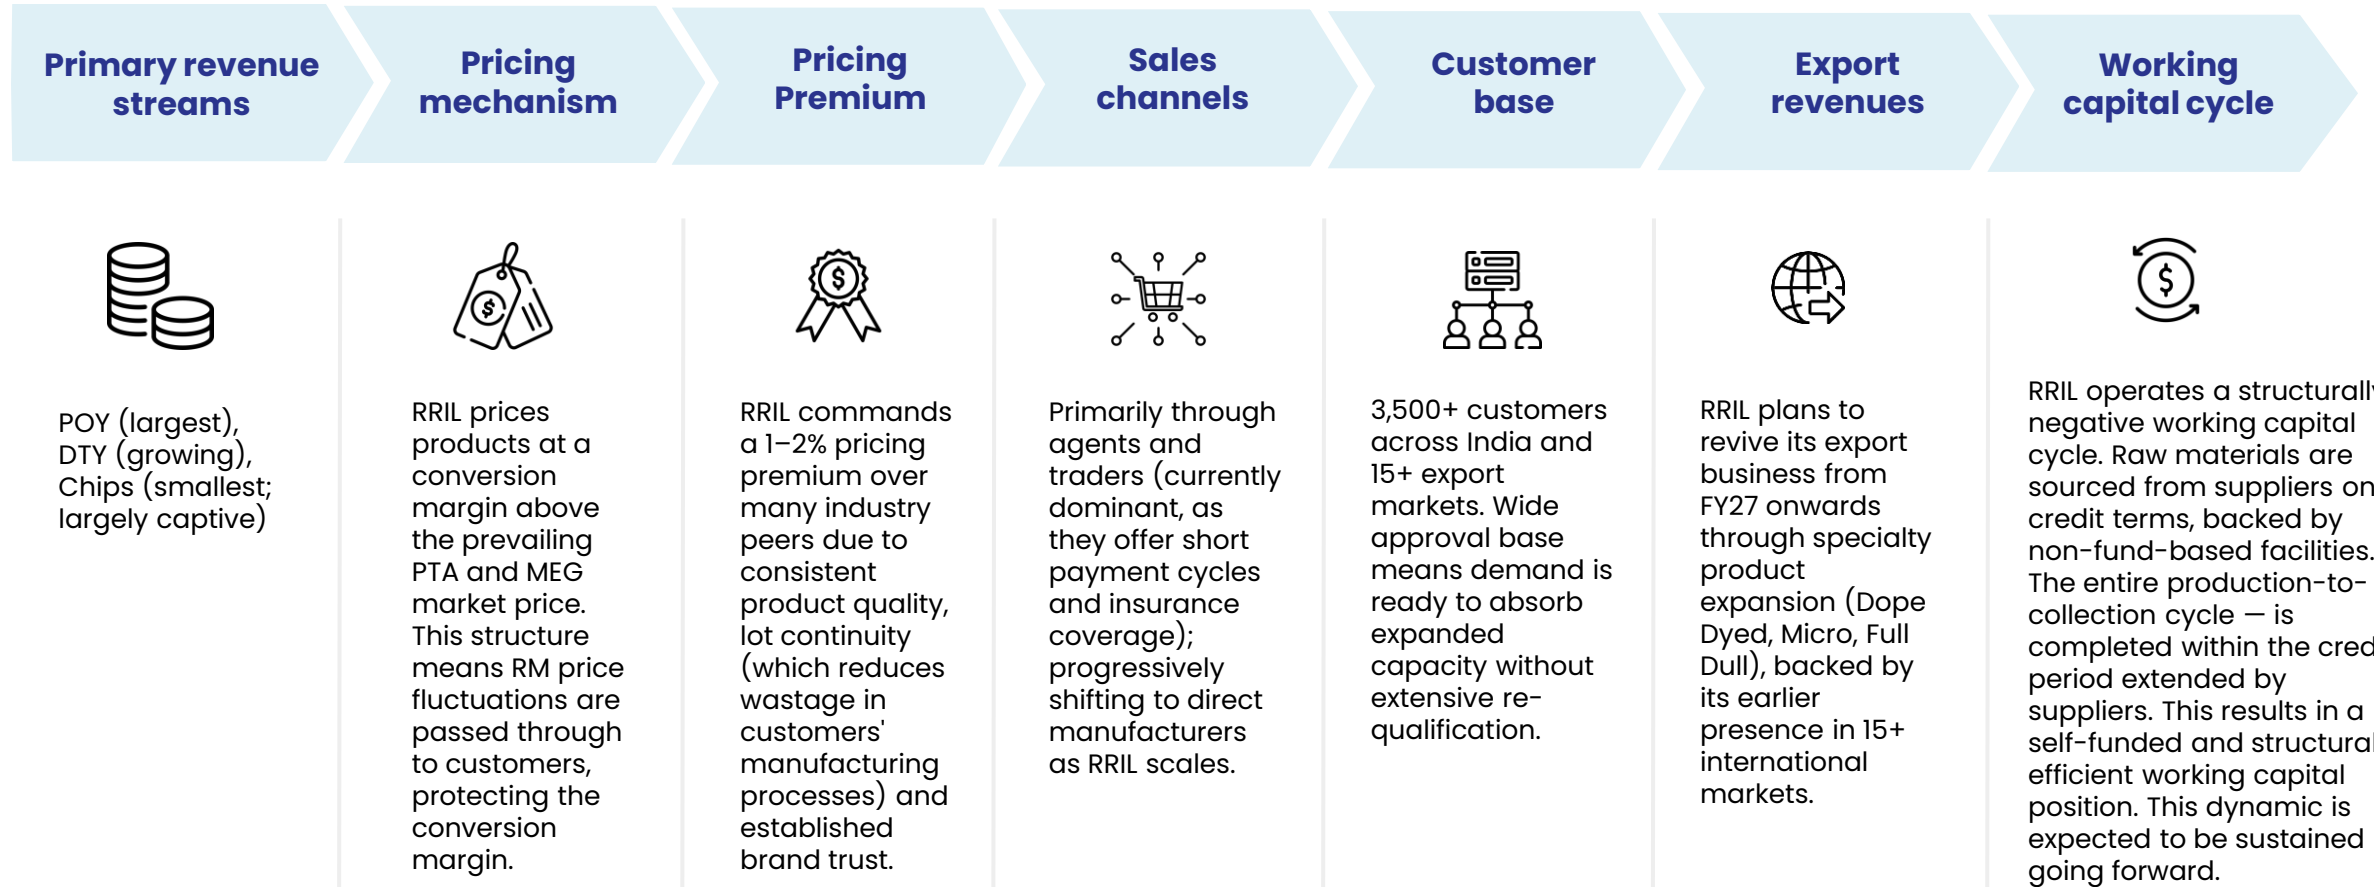 Primary revenue
streams
Pricing
mechanism
Pricing
Premium
Sales
channels
Customer
base
Export
revenues
Working
capital cycle
POY (largest),
DTY (growing),
Chips (smallest;
largely captive)
RRIL prices
products at a
conversion
margin above
the prevailing
PTA and MEG
market price.
This structure
means RM price
fluctuations are
passed through
to customers,
protecting the
conversion
margin.
RRIL commands
a 1–2% pricing
premium over
many industry
peers due to
consistent
product quality,
lot continuity
(which reduces
wastage in
customers'
manufacturing
processes) and
established
brand trust.
Primarily through
agents and
traders (currently
dominant, as
they offer short
payment cycles
and insurance
coverage);
progressively
shifting to direct
manufacturers
as RRIL scales.
3,500+ customers
across India and
15+ export
markets. Wide
approval base
means demand is
ready to absorb
expanded
capacity without
extensive re-
qualification.
RRIL plans to
revive its export
business from
FY27 onwards
through specialty
product
expansion (Dope
Dyed, Micro, Full
Dull), backed by
its earlier
presence in 15+
international
markets.
RRIL operates a structurally
negative working capital
cycle. Raw materials are
sourced from suppliers on
credit terms, backed by
non-fund-based facilities.
The entire production-to-
collection cycle — is
completed within the
period extended by
suppliers. This results in a
self-funded and
efficient working capital
position. This dynamic is
expected to be sustained
going forward.